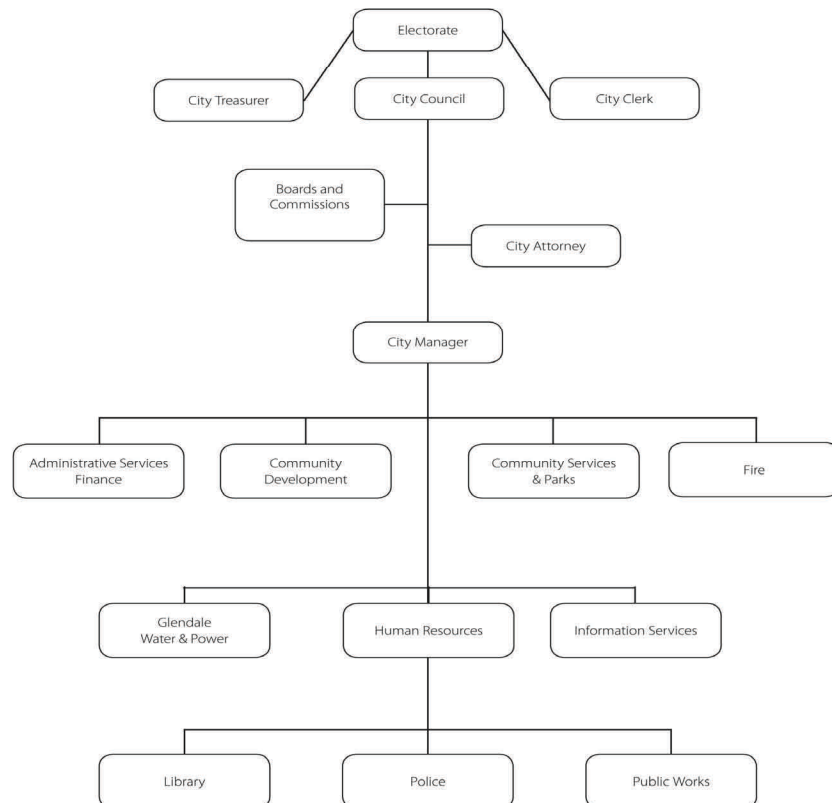 Electorate
City Treasurer
City Council
City Clerk
Boards and
Commissions
City Attorney
City Manager
Administrative Services
Finance
Community
Development
Community Services
& Parks
Fire
Glendale
Water & Power
Human Resources
Information Services
Library
Police
Public Works